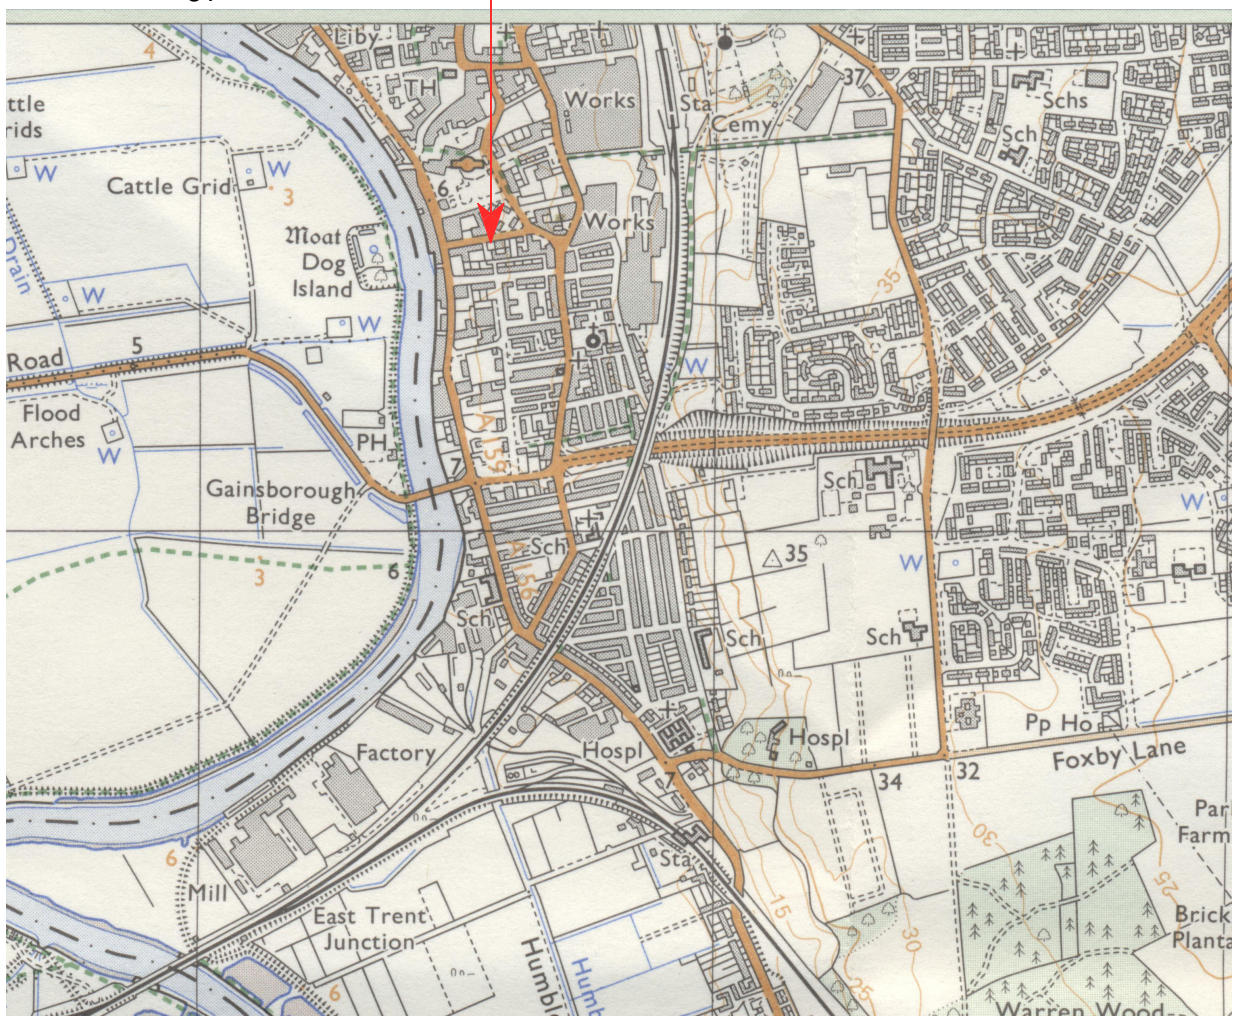 4
Liby
TH
Works
Sta
Cemy
37
Schs
Sch
ttle
rids
W
Cattle Grid
W
3
6
Works
Moat
Dog
Island
Drain
W
W
35
Road
5
W
Flood
Arches
W
PH
A 159
7
Gainsborough
Bridge
Sch
W
Sch
A 156
3
6
35
W
Sch
Sch
Sch
Factory
Hospl
Hospl
Pp Ho
Foxby Lane
7
34
32
6
Mill
Sta
30
Par
Farm
15
25
East Trent
Junction
30
Brick
Planta
Humble
Humb
6
25
Warren Wood